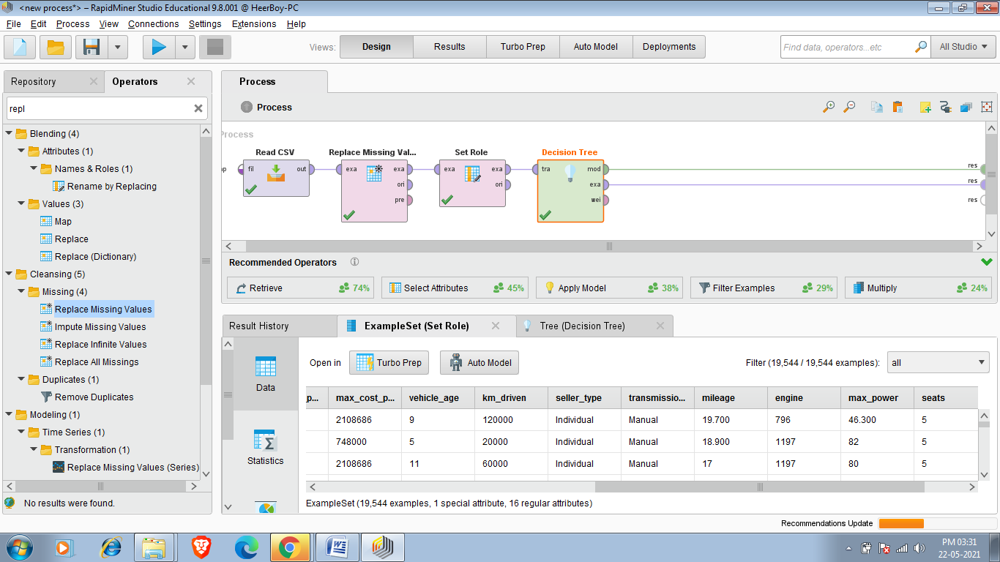 <new process*> – RapidMiner Studio Educational 9.8.001 @ HeerBoy-PC
File Edit Process View Connections Settings Extensions Help
Views: Design Results Turbo Prep Auto Model Deployments Find data, operators...etc All Studio
Repository Operators
repl
Blending (4)
Attributes (1)
Names & Roles (1)
Rename by Replacing
Values (3)
Map
Replace
Replace (Dictionary)
Cleansing (5)
Missing (4)
Replace Missing Values
Impute Missing Values
Replace Infinite Values
Replace All Missings
Duplicates (1)
Remove Duplicates
Modeling (1)
Time Series (1)
Transformation (1)
Replace Missing Values (Series)
No results were found.
Process
Process
Process
Read CSV Replace Missing Val... Set Role Decision Tree
fil out exa exa exa exa tra mod res
ori ori exa res
pre wei res
Recommended Operators
Retrieve 74% Select Attributes 45% Apply Model 38% Filter Examples 29% Multiply 24%
Result History ExampleSet (Set Role) Tree (Decision Tree)
Data
Statistics
Open in Turbo Prep Auto Model Filter (19,544 / 19,544 examples): all
_p... max_cost_p... vehicle_age km_driven seller_type transmissio... mileage engine max_power seats
2108686 9 120000 Individual Manual 19.700 796 46.300 5
748000 5 20000 Individual Manual 18.900 1197 82 5
2108686 11 60000 Individual Manual 17 1197 80 5
ExampleSet (19,544 examples, 1 special attribute, 16 regular attributes)
Recommendations Update
PM 03:31
22-05-2021